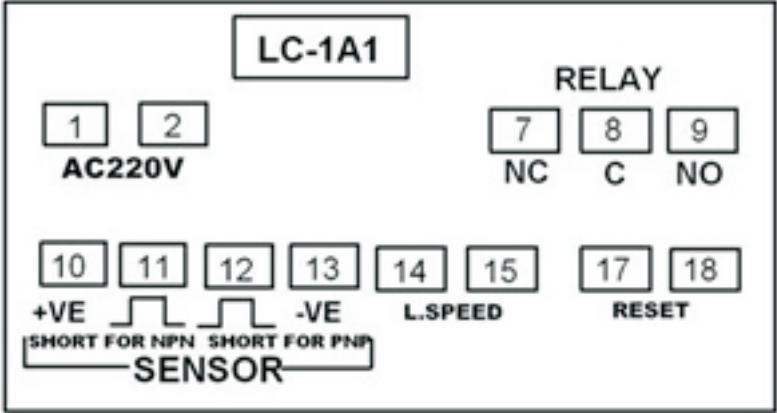 LC-1A1
RELAY
1 2 7 8 9
AC220V NC C NO
10 11 12 13 14 15 17 18
+VE -VE L.SPEED RESET
SHORT FOR NPN SHORT FOR PNP
SENSOR